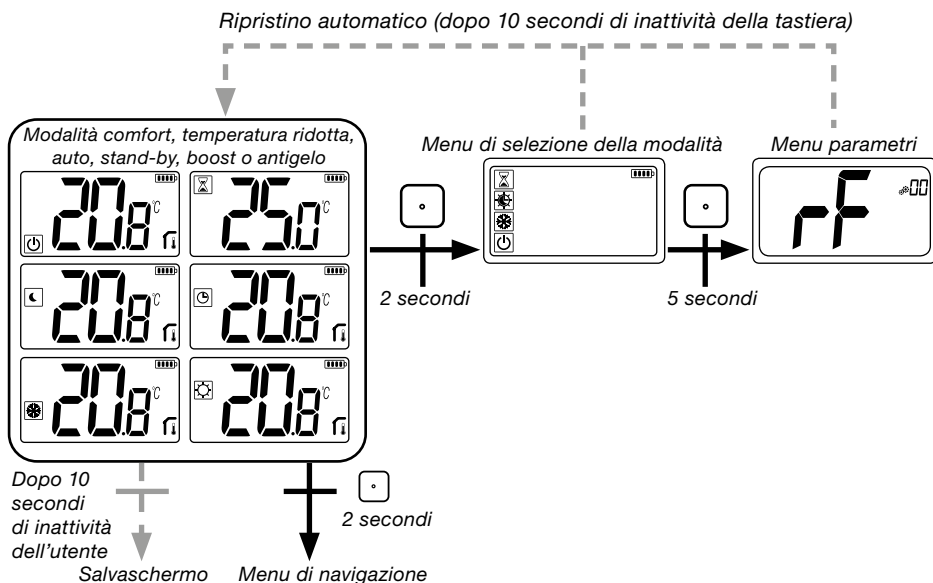 Ripristino automatico (dopo 10 secondi di inattività della tastiera)
Modalità comfort, temperatura ridotta,
auto, stand-by, boost o antigelo
20.8 °C
25.0
20.8 °C
20.8 °C
20.8 °C
20.8 °C
2 secondi
Menu di selezione della modalità
5 secondi
Menu parametri
rF
00
Dopo 10
secondi
di inattività
dell'utente
2 secondi
Salvaschermo
Menu di navigazione